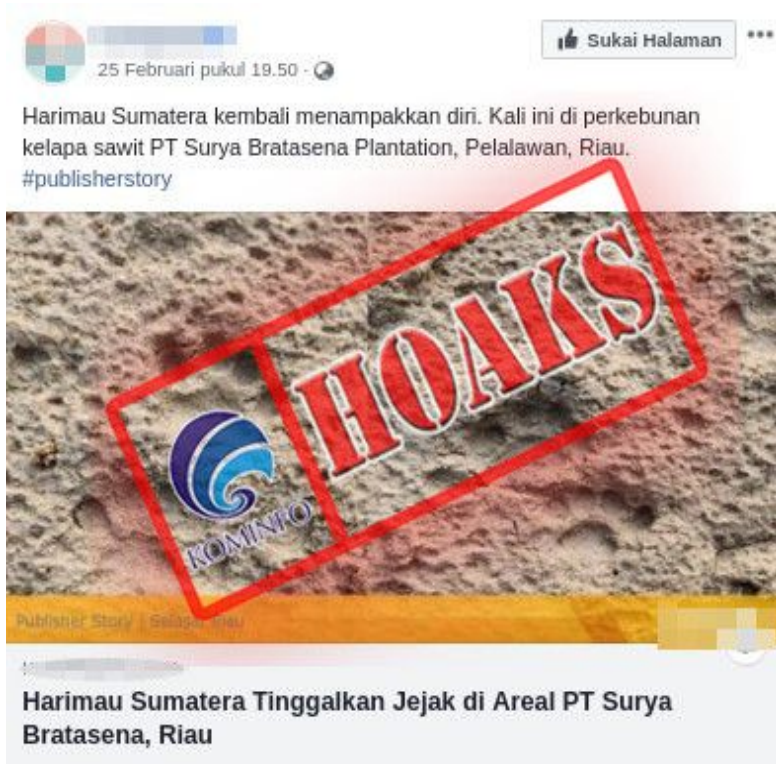 25 Februari pukul 19.50 ·
Sukai Halaman
Harimau Sumatera kembali menampakkan diri. Kali ini di perkebunan
kelapa sawit PT Surya Bratasena Plantation, Pelalawan, Riau.
#publisherstory
HOAKS
KOMINFO
Publisher Story | Selasar Riau
Harimau Sumatera Tinggalkan Jejak di Areal PT Surya
Bratasena, Riau